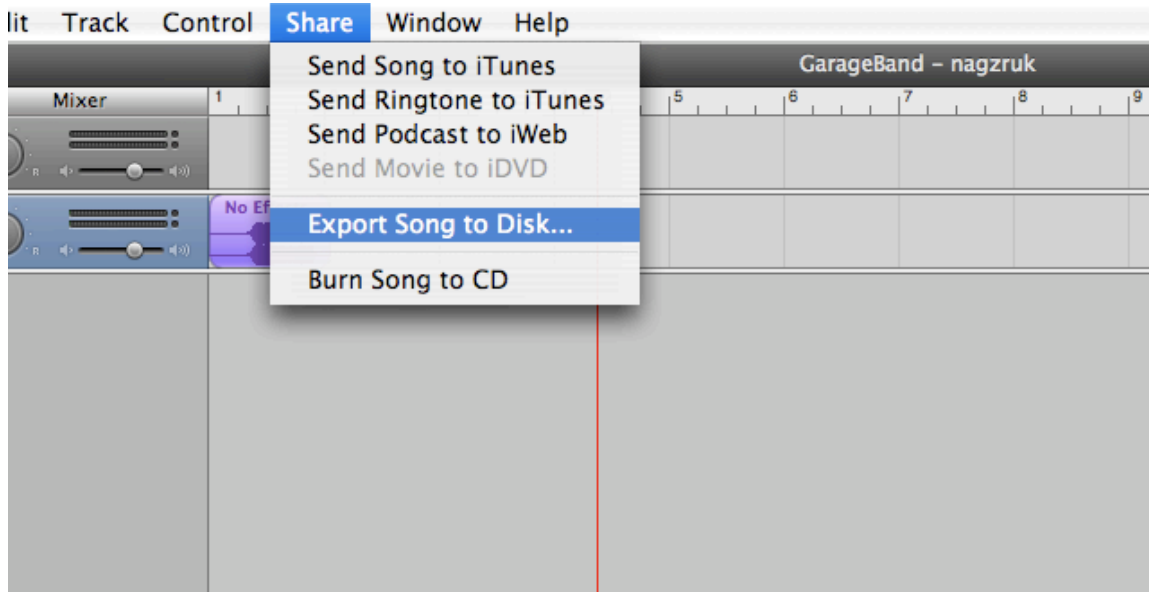 lit Track Control Share Window Help
GarageBand – nagzruk
Mixer
1 5 6 7 8 9
Send Song to iTunes
Send Ringtone to iTunes
Send Podcast to iWeb
Send Movie to iDVD
R
No Ef
Export Song to Disk...
R
Burn Song to CD